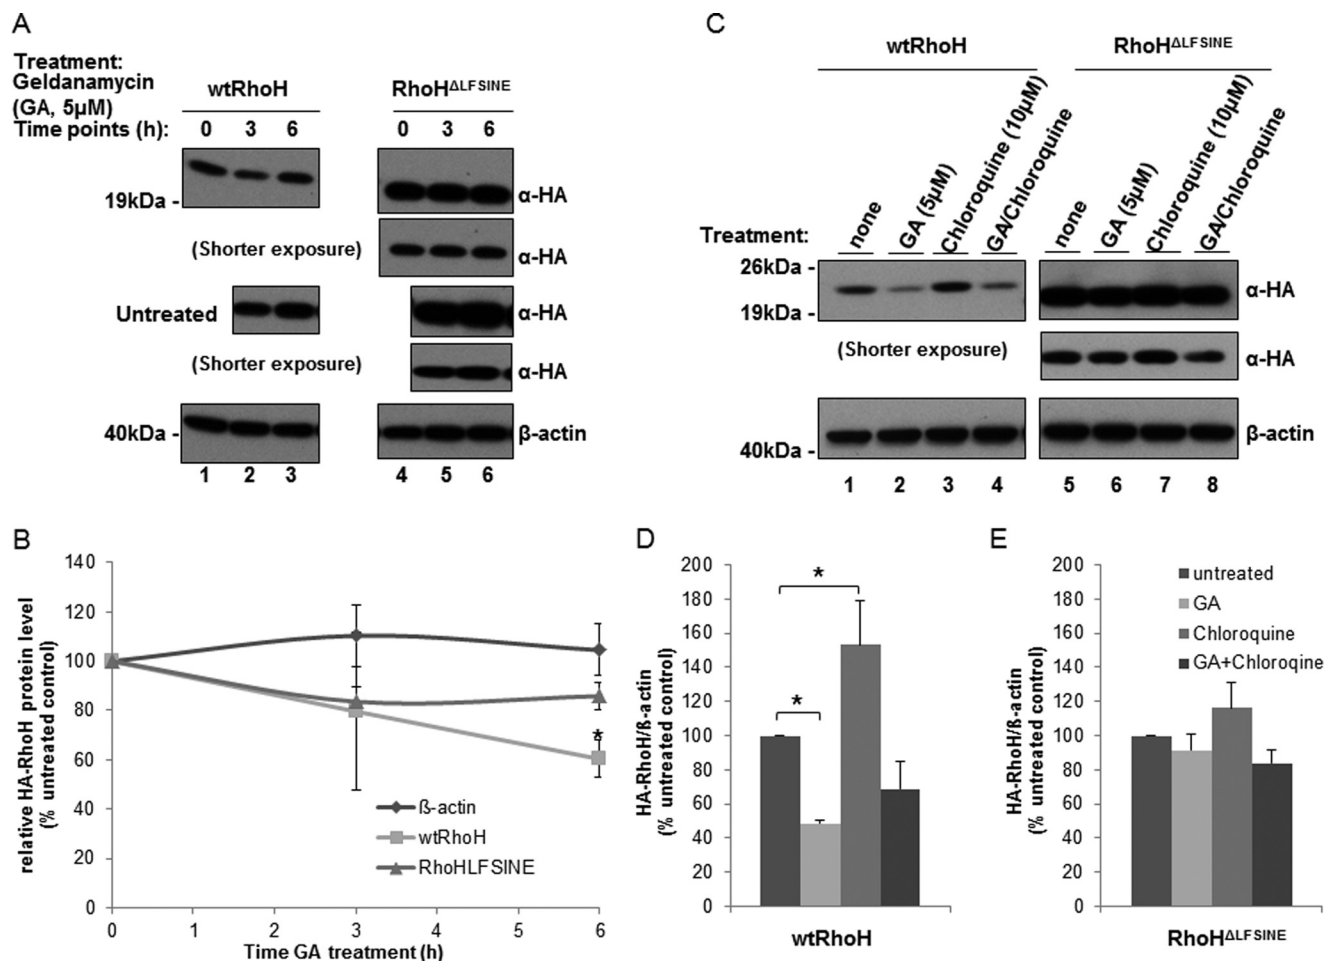 A
Treatment:
Geldanamycin
(GA, 5µM)
Time points (h):
wtRhoH
RhoHΔLFSINE
0 3 6
0 3 6
19kDa -
α-HA
(Shorter exposure)
α-HA
Untreated
α-HA
(Shorter exposure)
α-HA
40kDa -
ß-actin
1 2 3
4 5 6
C
wtRhoH
RhoHΔLFSINE
Treatment:
none
GA (5µM)
Chloroquine (10µM)
GA/Chloroquine
none
GA (5µM)
Chloroquine (10µM)
GA/Chloroquine
26kDa -
19kDa -
α-HA
(Shorter exposure)
α-HA
40kDa -
β-actin
1 2 3 4
5 6 7 8
B
relative HA-RhoH protein level
(% untreated control)
140
120
100
80
60
40
20
0
*
ß-actin
wtRhoH
RhoHLFSINE
0 1 2 3 4 5 6
Time GA treatment (h)
D
HA-RhoH/ß-actin
(% untreated control)
200
180
160
140
120
100
80
60
40
20
0
*
*
wtRhoH
E
HA-RhoH/ß-actin
(% untreated control)
200
180
160
140
120
100
80
60
40
20
0
untreated
GA
Chloroquine
GA+Chloroqine
RhoHΔLFSINE